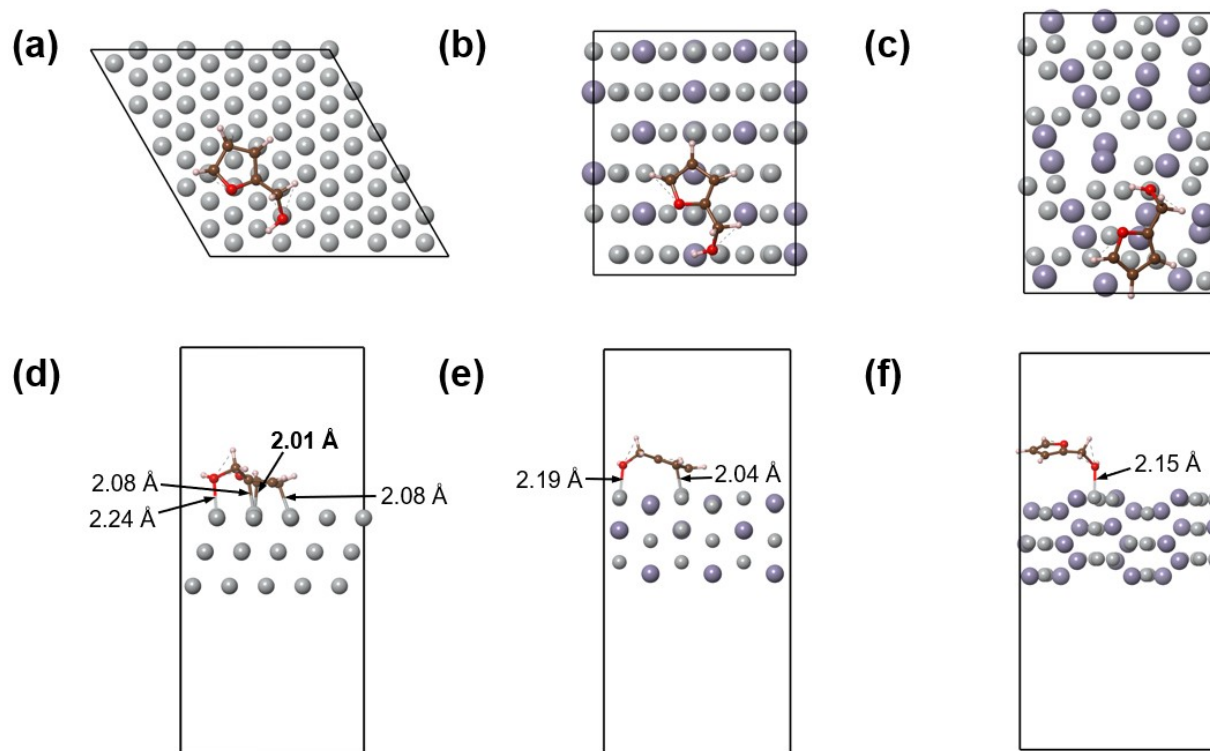 (a)
(b)
(c)
(d)
2.01 Å
2.08 Å
2.08 Å
2.24 Å
(e)
2.19 Å
2.04 Å
(f)
2.15 Å